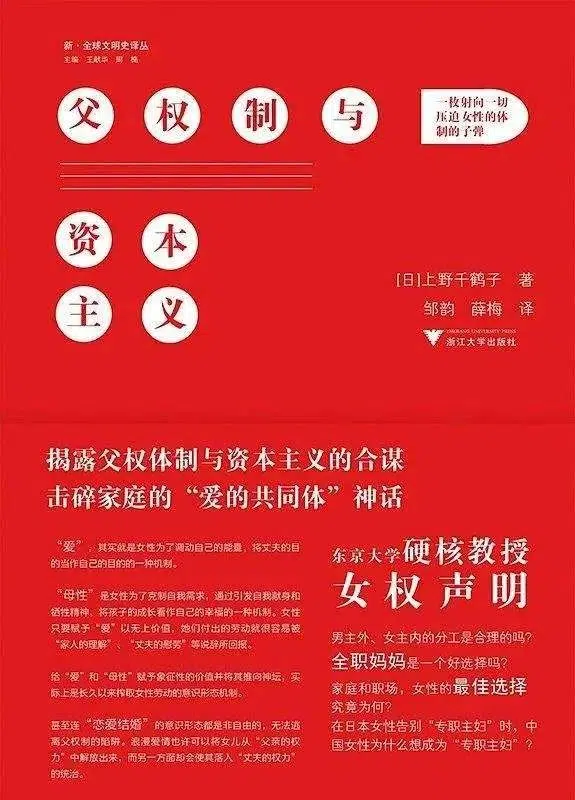 新·全球文明史译丛
主编 王献华 郭桅
父权制与
一枚射向一切
压迫女性的体
制的子弹
资本
主义
[日]上野千鹤子 著
邹韵 薛梅 译
ZHEJIANG UNIVERSITY PRESS
浙江大学出版社
揭露父权体制与资本主义的合谋
击碎家庭的“爱的共同体”神话
“爱”，其实就是女性为了调动自己的能量，将丈夫的目
的当作自己的目的的一种机制。
“母性”是女性为了克制自我需求，通过引发自我献身和
牺牲精神，将孩子的成长看作自己的幸福的一种机制。女性
只要赋予“爱”以无上价值，她们付出的劳动就很容易被
“家人的理解”、“丈夫的慰劳”等说辞所回报。
给“爱”和“母性”赋予象征性的价值并将其推向神坛，实
际上是长久以来榨取女性劳动的意识形态机制。
甚至连“恋爱结婚”的意识形态都是非自由的，无法逃
离父权制的陷阱。浪漫爱情也许可以将女儿从“父亲的权
力”中解放出来，而另一方面却会使其落入“丈夫的权力”
的统治。
东京大学硬核教授
女权声明
男主外、女主内的分工是合理的吗？
全职妈妈是一个好选择吗？
家庭和职场，女性的最佳选择
究竟为何？
在日本女性告别“专职主妇”时，中
国女性为什么想成为“专职主妇”？